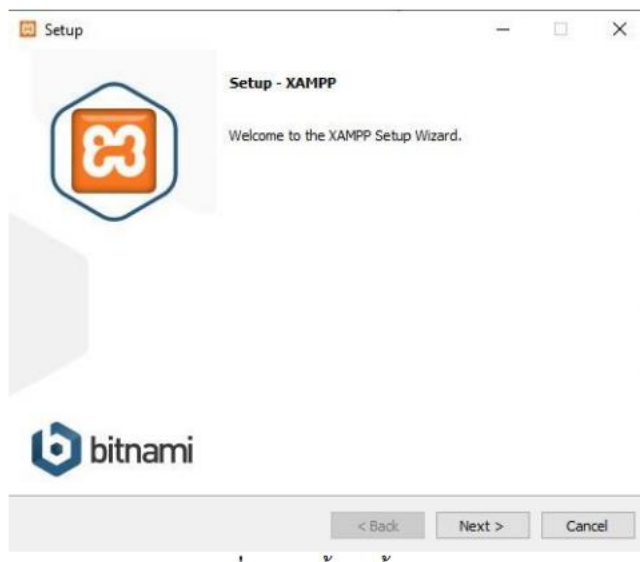 Setup
Setup - XAMPP
Welcome to the XAMPP Setup Wizard.
bitnami
< Back
Next >
Cancel